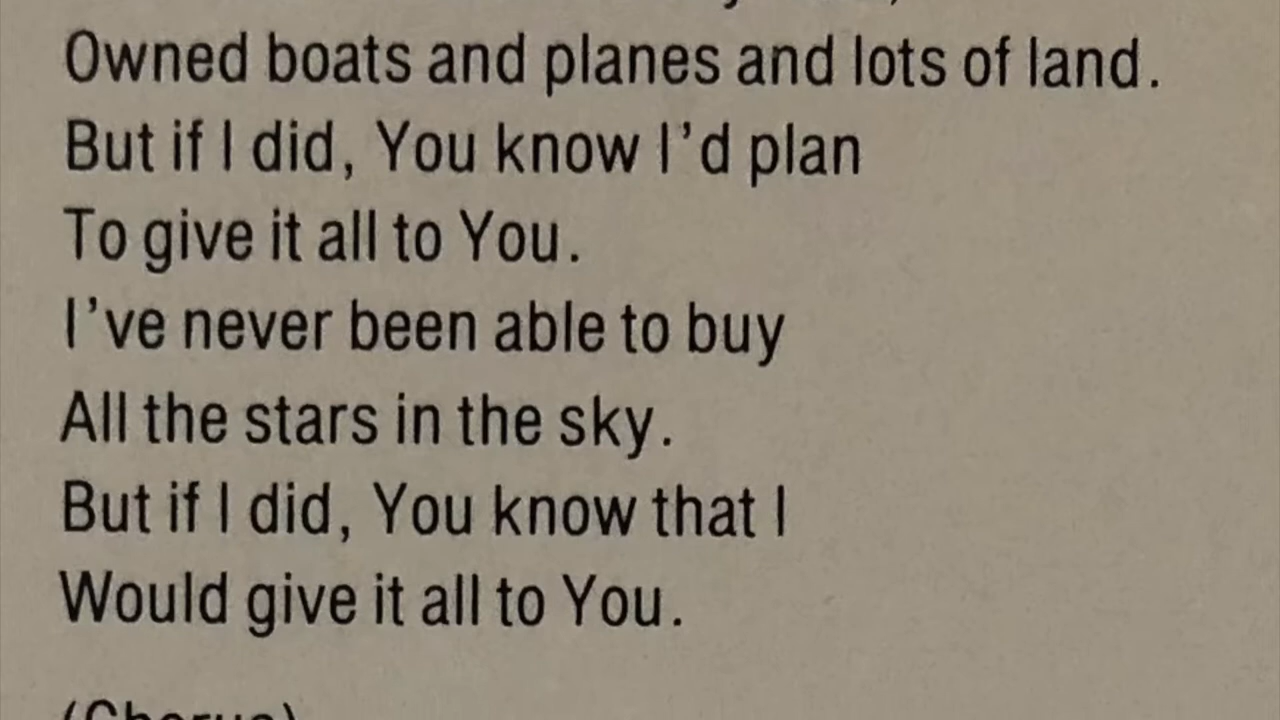 Owned boats and planes and lots of land.
But if I did, You know I'd plan
To give it all to You.
I've never been able to buy
All the stars in the sky.
But if I did, You know that I
Would give it all to You.
(Chorus)